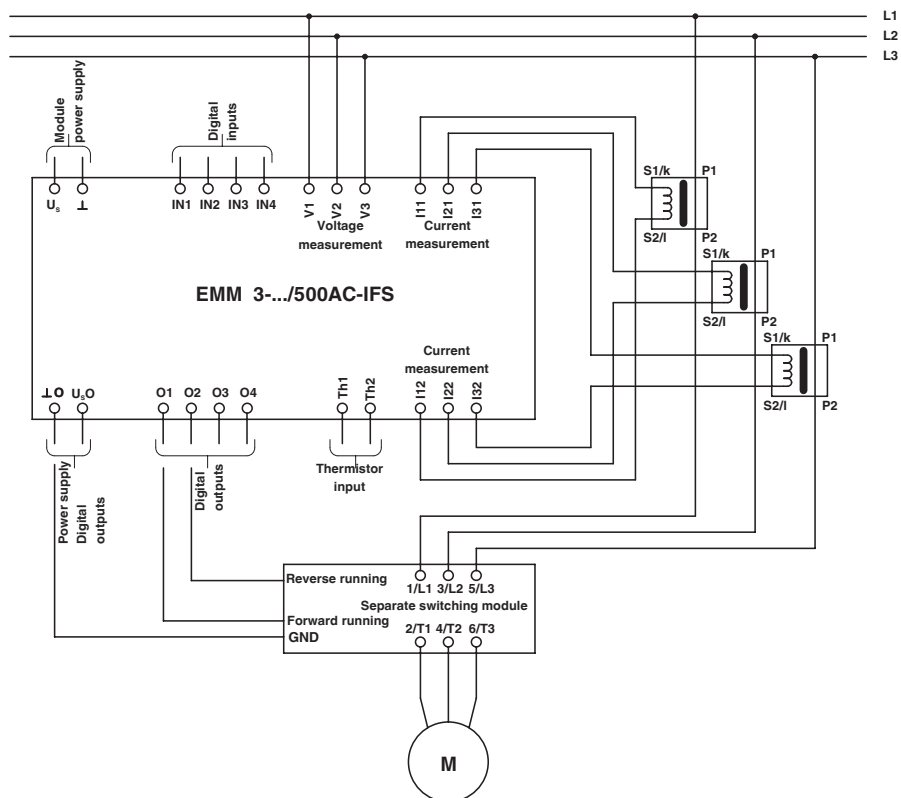 L1
L2
L3
Module
power supply
Digital
inputs
Us
⊥
IN1 IN2 IN3 IN4
V1
V2
V3
I11
I21
I31
Voltage
measurement
Current
measurement
S1/k P1
S2/l P2
S1/k P1
S2/l P2
S1/k P1
S2/l P2
EMM 3-.../500AC-IFS
Current
measurement
⊥O UsO
O1 O2 O3 O4
Th1
Th2
I12
I22
I32
Power supply
Digital
outputs
Digital
outputs
Thermistor
input
Reverse running
1/L1 3/L2 5/L3
Separate switching module
Forward running
GND
2/T1 4/T2 6/T3
M